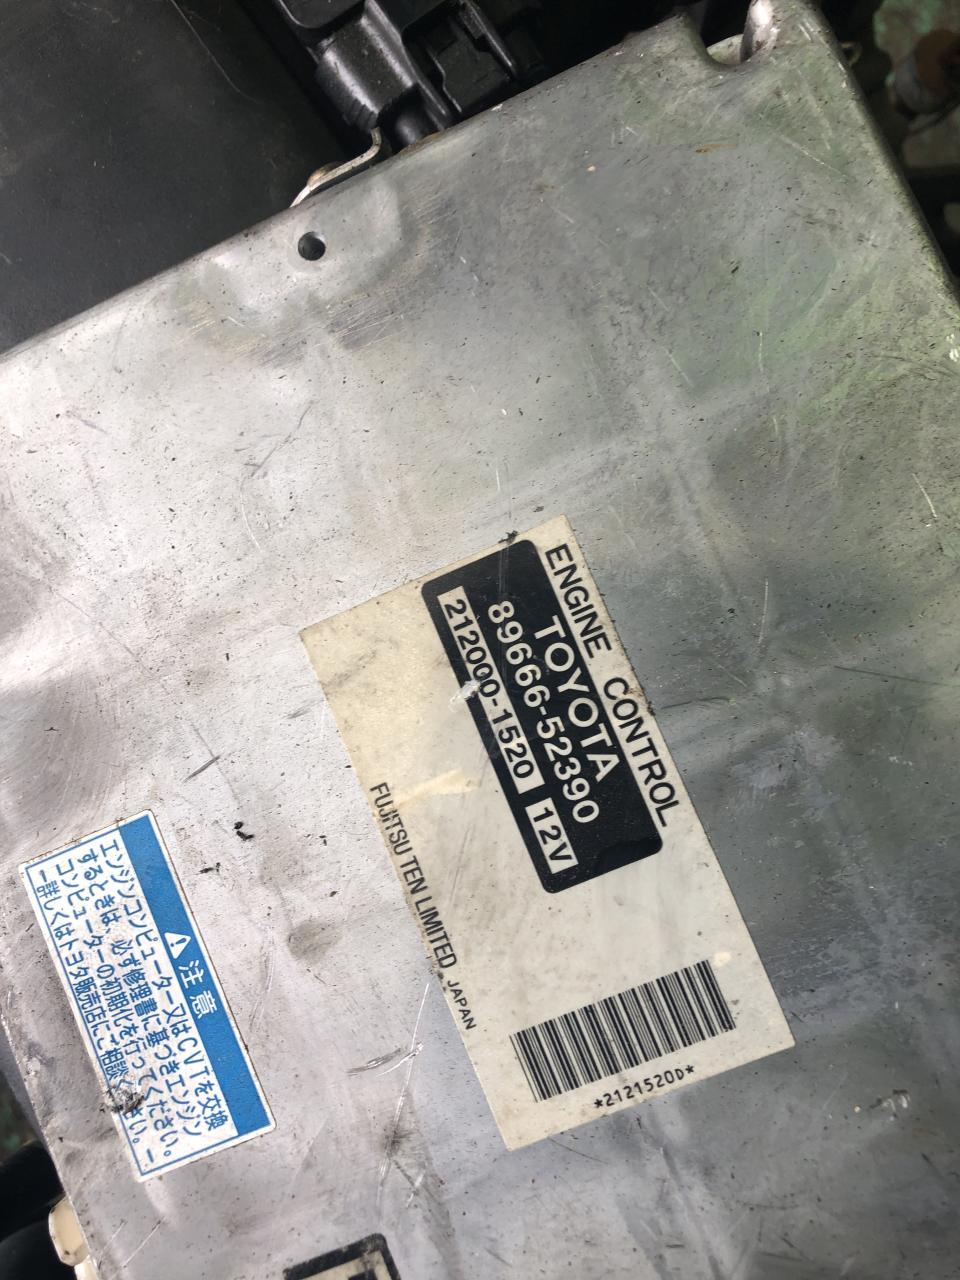 ENGINE CONTROL
TOYOTA
89666-52390
212000-1520 12V
FUJITSU TEN LIMITED JAPAN
*2121520D*
注意
エンジンコンピューター又はCVTを交換
するときは、必ず修理書に基づきエンジン
コンピューターの初期化を行ってください。
ー詳しくはトヨタ販売店にご相談ください。ー